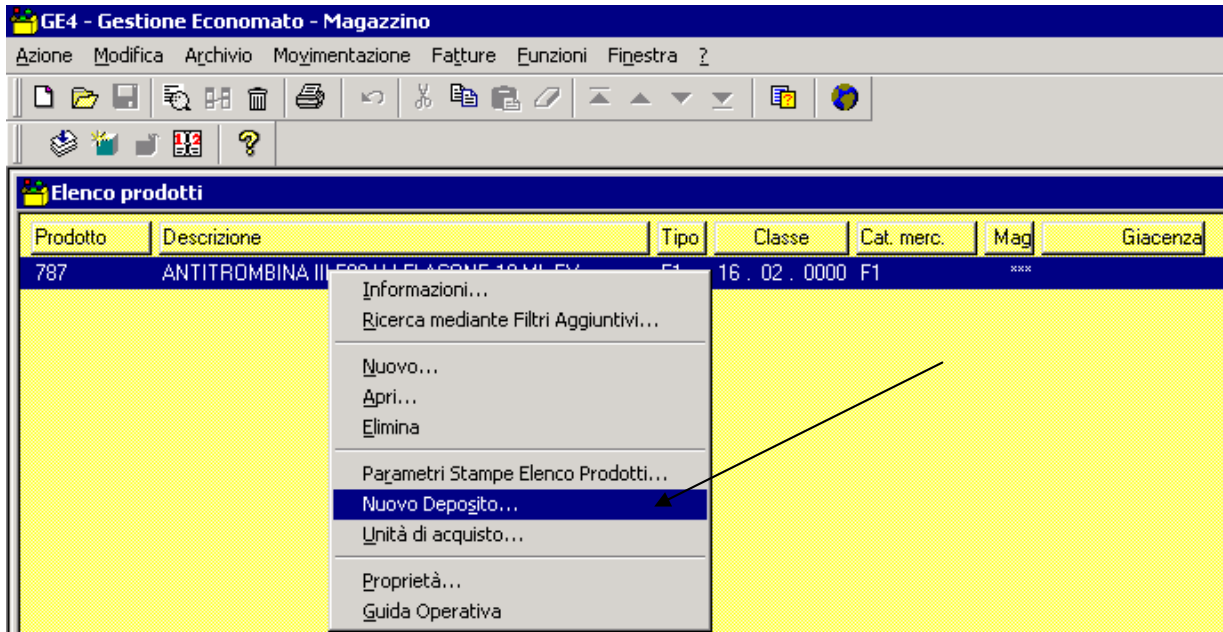 GE4 - Gestione Economato - Magazzino
Azione Modifica Archivio Movimentazione Fatture Funzioni Finestra ?
Elenco prodotti
Prodotto Descrizione Tipo Classe Cat. merc. Mag Giacenza
787 ANTITROMBINA III 16 . 02 . 0000 F1 ***
Informazioni...
Ricerca mediante Filtri Aggiuntivi...
Nuovo...
Apri...
Elimina
Parametri Stampe Elenco Prodotti...
Nuovo Deposito...
Unità di acquisto...
Proprietà...
Guida Operativa